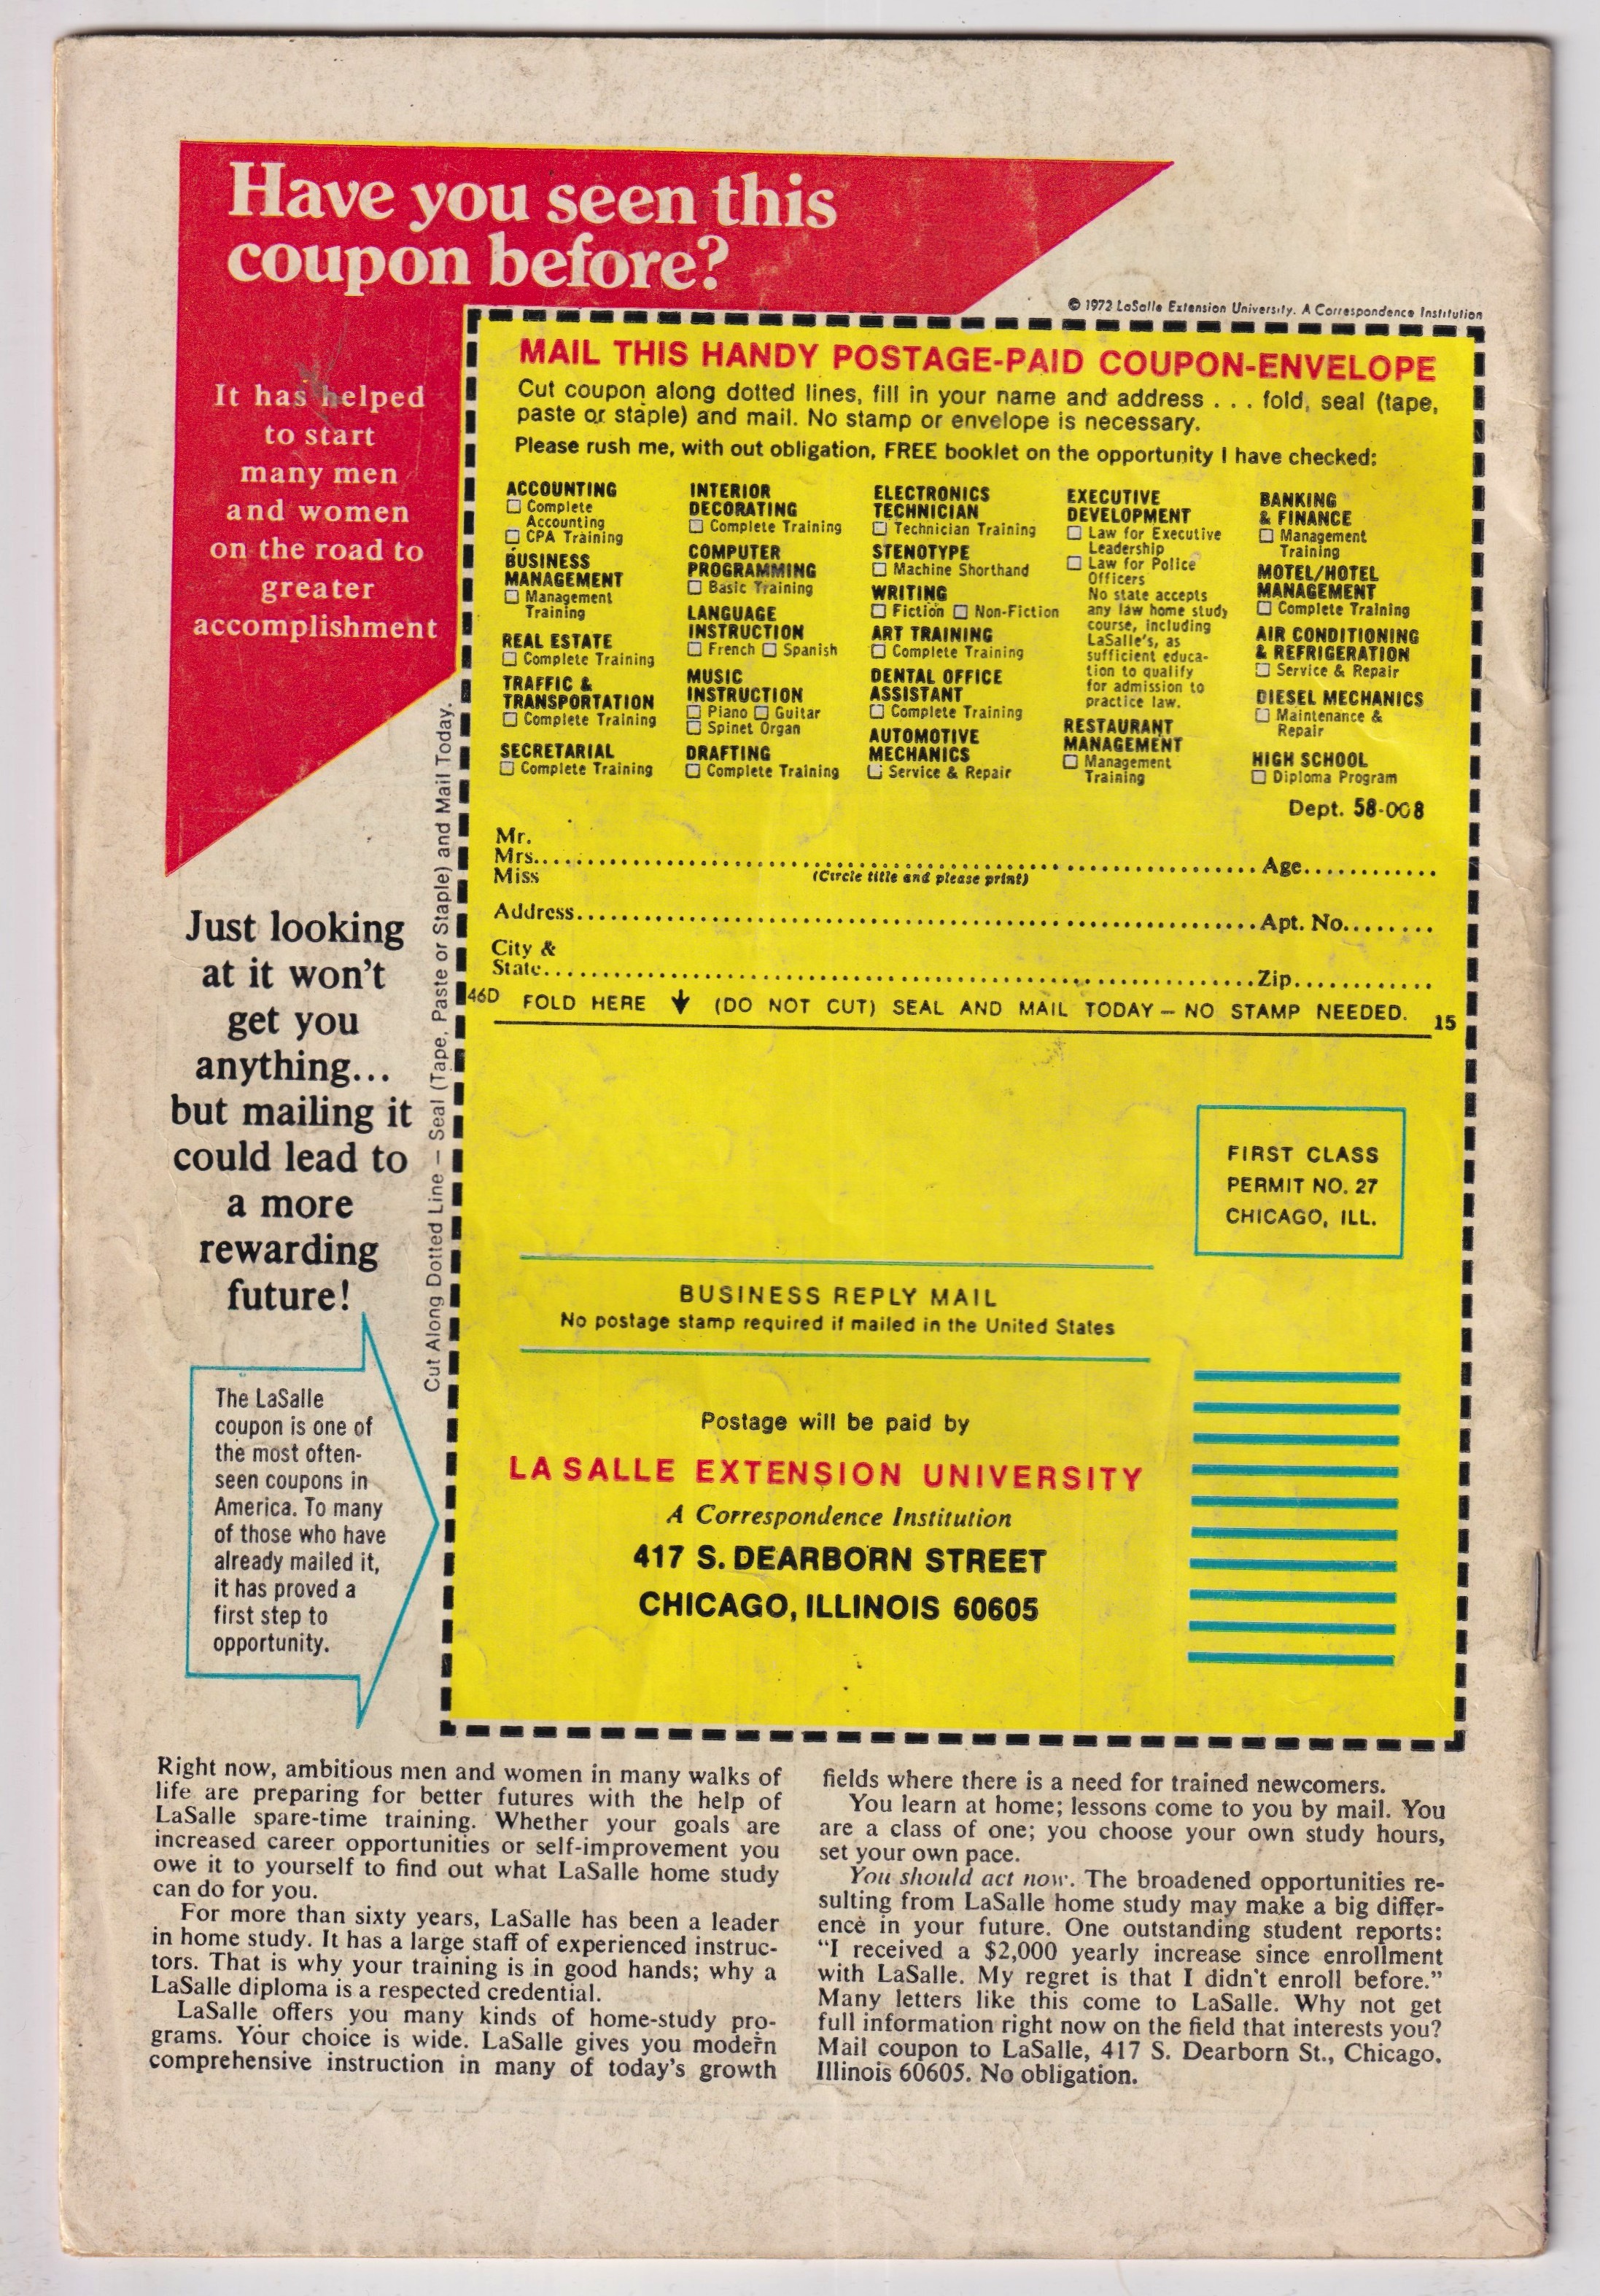 Have you seen this
coupon before?
It has helped
to start
many men
and women
on the road to
greater
accomplishment
Just looking
at it won't
get you
anything...
but mailing it
could lead to
a more
rewarding
future!
The LaSalle
coupon is one of
the most often-
seen coupons in
America. To many
of those who have
already mailed it,
it has proved a
first step to
opportunity.
Cut Along Dotted Line — Seal (Tape, Paste or Staple) and Mail Today.
© 1972 LaSalle Extension University. A Correspondence Institution
MAIL THIS HANDY POSTAGE-PAID COUPON-ENVELOPE
Cut coupon along dotted lines, fill in your name and address . . . fold, seal (tape,
paste or staple) and mail. No stamp or envelope is necessary.
Please rush me, with out obligation, FREE booklet on the opportunity I have checked:
ACCOUNTING
☐ Complete
Accounting
☐ CPA Training
BUSINESS
MANAGEMENT
☐ Management
Training
REAL ESTATE
☐ Complete Training
TRAFFIC &
TRANSPORTATION
☐ Complete Training
SECRETARIAL
☐ Complete Training
INTERIOR
DECORATING
☐ Complete Training
COMPUTER
PROGRAMMING
☐ Basic Training
LANGUAGE
INSTRUCTION
☐ French ☐ Spanish
MUSIC
INSTRUCTION
☐ Piano ☐ Guitar
☐ Spinet Organ
DRAFTING
☐ Complete Training
ELECTRONICS
TECHNICIAN
☐ Technician Training
STENOTYPE
☐ Machine Shorthand
WRITING
☐ Fiction ☐ Non-Fiction
ART TRAINING
☐ Complete Training
DENTAL OFFICE
ASSISTANT
☐ Complete Training
AUTOMOTIVE
MECHANICS
☐ Service & Repair
EXECUTIVE
DEVELOPMENT
☐ Law for Executive
Leadership
☐ Law for Police
Officers
No state accepts
any law home study
course, including
LaSalle's, as
sufficient educa-
tion to qualify
for admission to
practice law.
RESTAURANT
MANAGEMENT
☐ Management
Training
BANKING
& FINANCE
☐ Management
Training
MOTEL/HOTEL
MANAGEMENT
☐ Complete Training
AIR CONDITIONING
& REFRIGERATION
☐ Service & Repair
DIESEL MECHANICS
☐ Maintenance &
Repair
HIGH SCHOOL
☐ Diploma Program
Dept. 58-008
Mr.
Mrs. Age
Miss (Circle title and please print)
Address Apt. No.
City &
State Zip
46D FOLD HERE ↓ (DO NOT CUT) SEAL AND MAIL TODAY — NO STAMP NEEDED. 15
FIRST CLASS
PERMIT NO. 27
CHICAGO, ILL.
BUSINESS REPLY MAIL
No postage stamp required if mailed in the United States
Postage will be paid by
LA SALLE EXTENSION UNIVERSITY
A Correspondence Institution
417 S. DEARBORN STREET
CHICAGO, ILLINOIS 60605
Right now, ambitious men and women in many walks of
life are preparing for better futures with the help of
LaSalle spare-time training. Whether your goals are
increased career opportunities or self-improvement you
owe it to yourself to find out what LaSalle home study
can do for you.
For more than sixty years, LaSalle has been a leader
in home study. It has a large staff of experienced instruc-
tors. That is why your training is in good hands; why a
LaSalle diploma is a respected credential.
LaSalle offers you many kinds of home-study pro-
grams. Your choice is wide. LaSalle gives you modern
comprehensive instruction in many of today's growth
fields where there is a need for trained newcomers.
You learn at home; lessons come to you by mail. You
are a class of one; you choose your own study hours,
set your own pace.
You should act now. The broadened opportunities re-
sulting from LaSalle home study may make a big differ-
ence in your future. One outstanding student reports:
"I received a $2,000 yearly increase since enrollment
with LaSalle. My regret is that I didn't enroll before."
Many letters like this come to LaSalle. Why not get
full information right now on the field that interests you?
Mail coupon to LaSalle, 417 S. Dearborn St., Chicago,
Illinois 60605. No obligation.